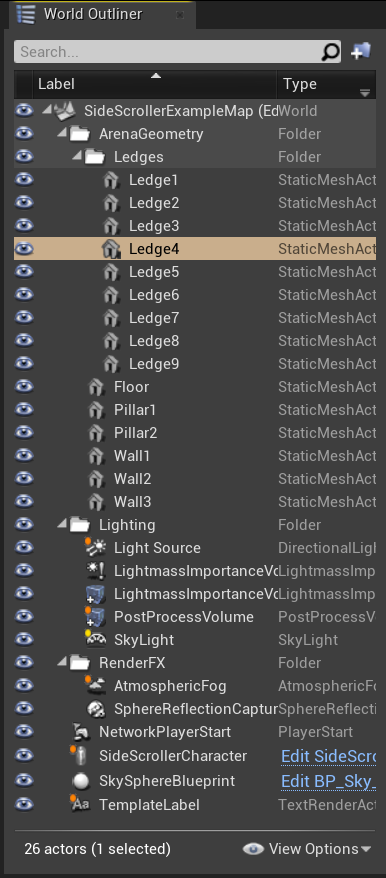 World Outliner
Search...
Label Type
SideScrollerExampleMap (Ed World
ArenaGeometry Folder
Ledges Folder
Ledge1 StaticMeshAct
Ledge2 StaticMeshAct
Ledge3 StaticMeshAct
Ledge4 StaticMeshAct
Ledge5 StaticMeshAct
Ledge6 StaticMeshAct
Ledge7 StaticMeshAct
Ledge8 StaticMeshAct
Ledge9 StaticMeshAct
Floor StaticMeshAct
Pillar1 StaticMeshAct
Pillar2 StaticMeshAct
Wall1 StaticMeshAct
Wall2 StaticMeshAct
Wall3 StaticMeshAct
Lighting Folder
Light Source DirectionalLigh
LightmassImportanceVo LightmassImp
LightmassImportanceVo LightmassImp
PostProcessVolume PostProcessV
SkyLight SkyLight
RenderFX Folder
AtmosphericFog AtmosphericFo
SphereReflectionCaptur SphereReflecti
NetworkPlayerStart PlayerStart
SideScrollerCharacter Edit SideScro
SkySphereBlueprint Edit BP_Sky_
TemplateLabel TextRenderAct
26 actors (1 selected) View Options